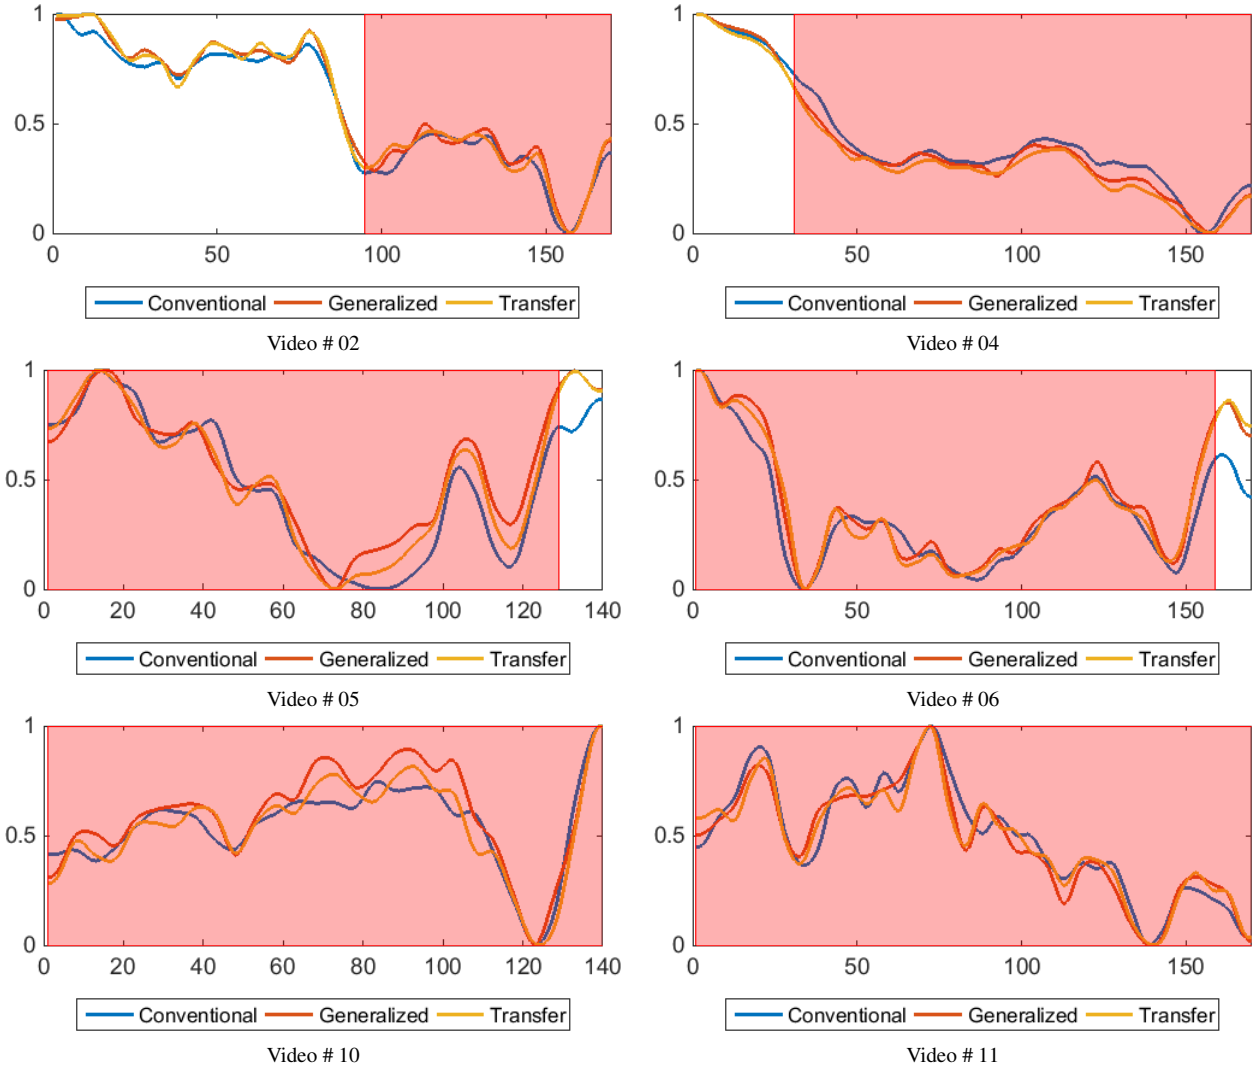 1
0.5
0
0 50 100 150
Conventional Generalized Transfer
Video # 02
1
0.5
0
0 50 100 150
Conventional Generalized Transfer
Video # 04
1
0.5
0
0 20 40 60 80 100 120 140
Conventional Generalized Transfer
Video # 05
1
0.5
0
0 50 100 150
Conventional Generalized Transfer
Video # 06
1
0.5
0
0 20 40 60 80 100 120 140
Conventional Generalized Transfer
Video # 10
1
0.5
0
0 50 100 150
Conventional Generalized Transfer
Video # 11